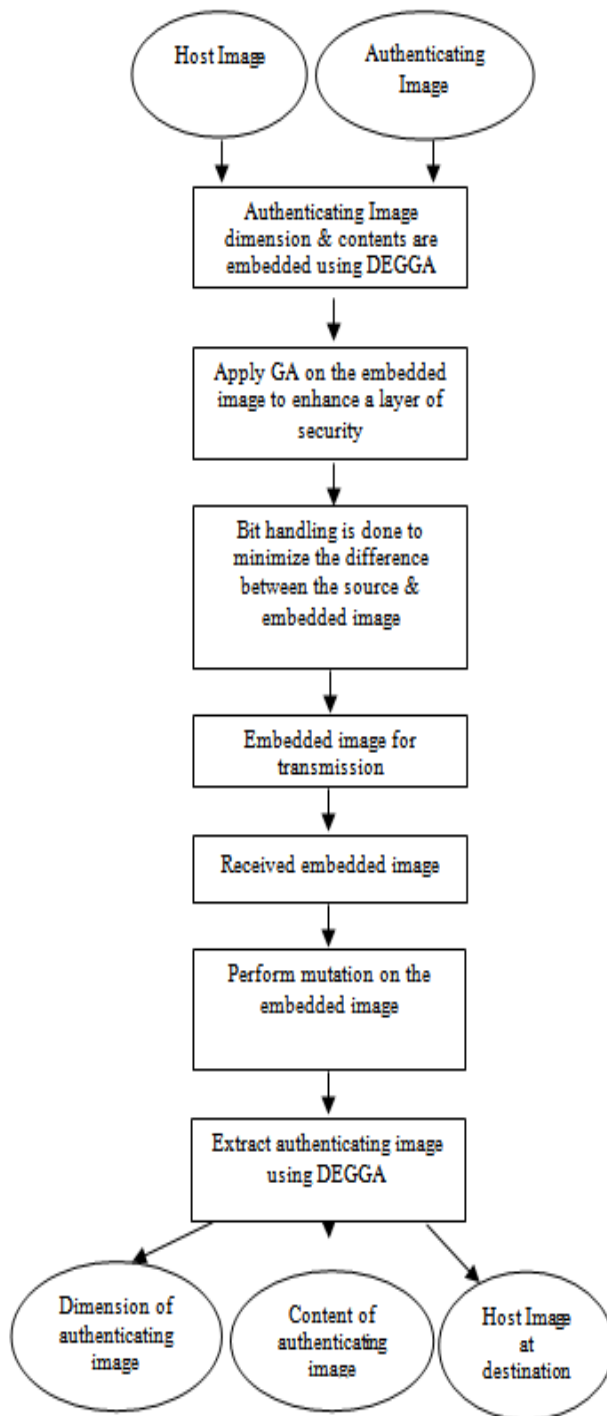 Host Image
Authenticating
Image
Authenticating Image
dimension & contents are
embedded using DEGGA
Apply GA on the embedded
image to enhance a layer of
security
Bit handling is done to
minimize the difference
between the source &
embedded image
Embedded image for
transmission
Received embedded image
Perform mutation on the
embedded image
Extract authenticating image
using DEGGA
Dimension of
authenticating
image
Content of
authenticating
image.
Host Image
at
destination